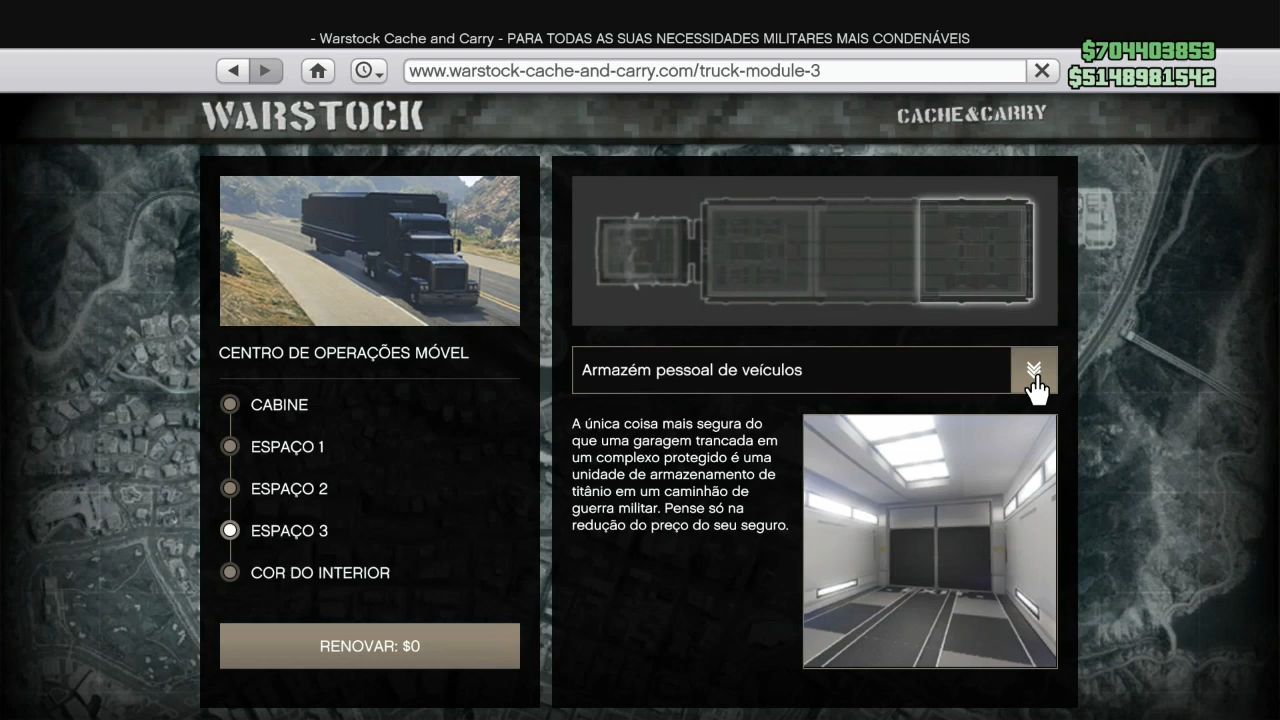 - Warstock Cache and Carry - PARA TODAS AS SUAS NECESSIDADES MILITARES MAIS CONDENÁVEIS
$704403853
www.warstock-cache-and-carry.com/truck-module-3
$5148981542
WARSTOCK
CACHE&CARRY
CENTRO DE OPERAÇÕES MÓVEL
CABINE
ESPAÇO 1
ESPAÇO 2
ESPAÇO 3
COR DO INTERIOR
RENOVAR: $0
Armazém pessoal de veículos
A única coisa mais segura do
que uma garagem trancada em
um complexo protegido é uma
unidade de armazenamento de
titânio em um caminhão de
guerra militar. Pense só na
redução do preço do seu seguro.